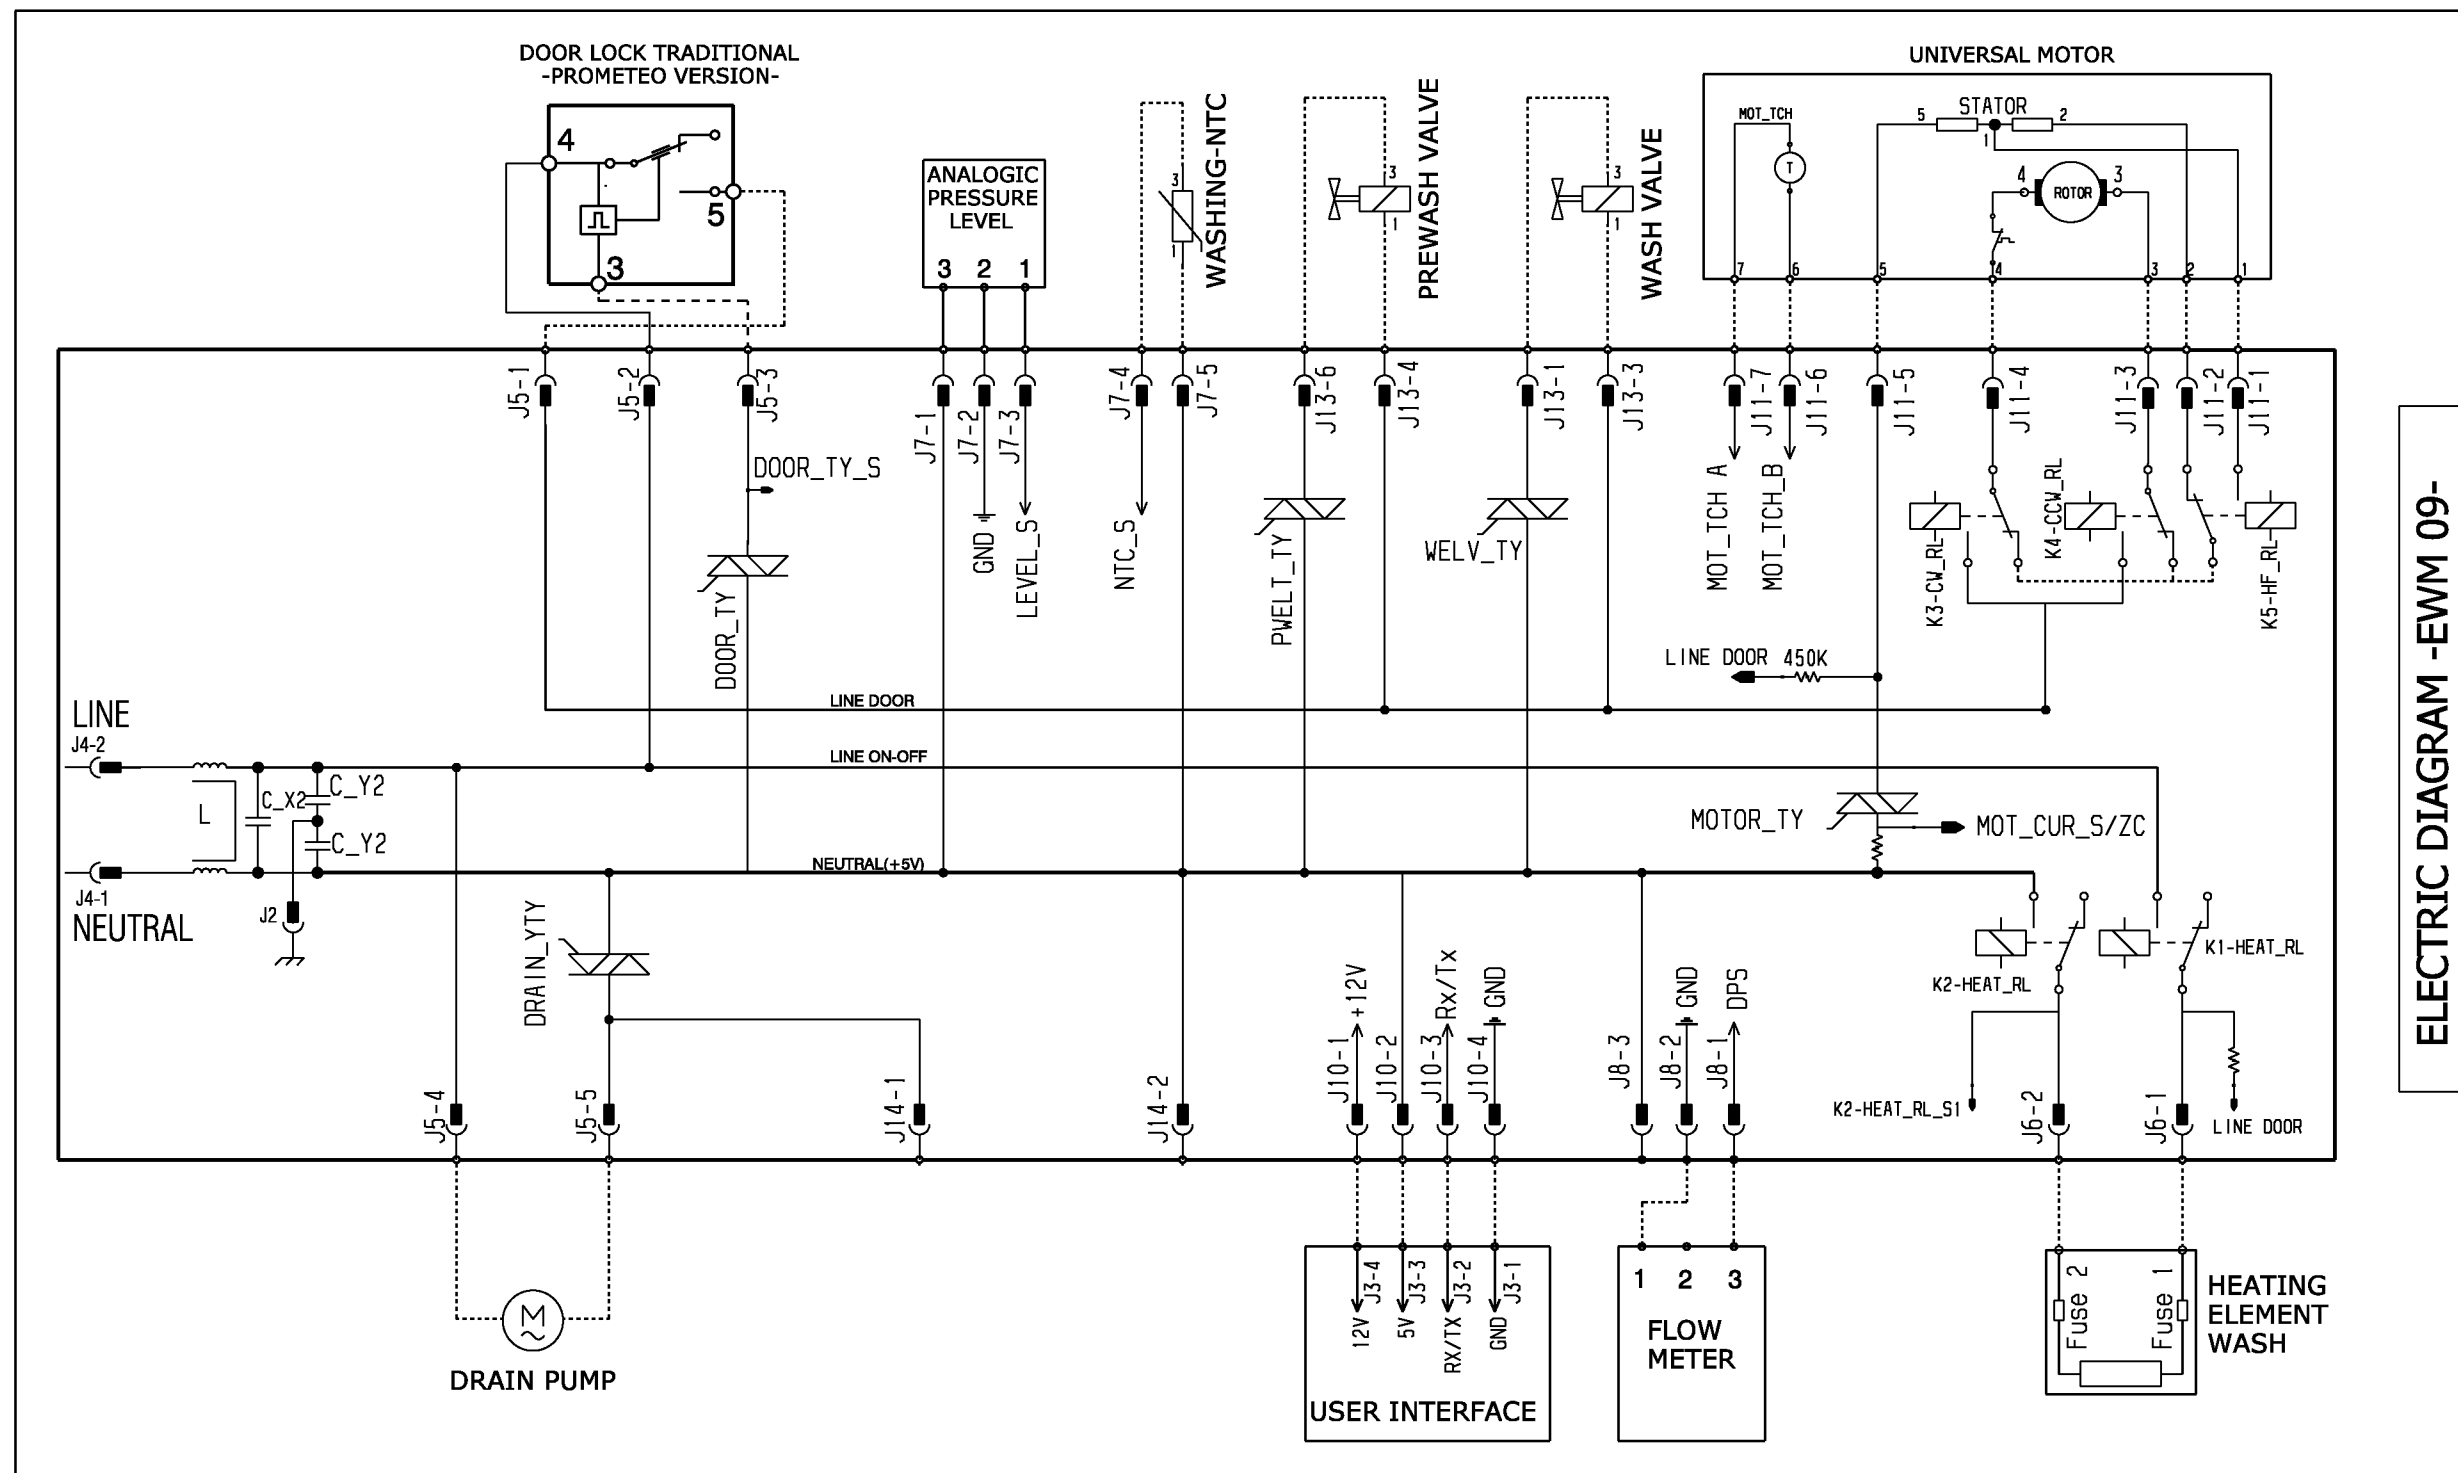 DOOR LOCK TRADITIONAL
-PROMETEO VERSION-
4
5
3
ANALOGIC
PRESSURE
LEVEL
3 2 1
3
1
WASHING-NTC
3
1
PREWASH VALVE
3
1
WASH VALVE
UNIVERSAL MOTOR
MOT_TCH
T
5
STATOR
2
1
4
ROTOR
3
7
6
5
4
3
2
1
J5-1
J5-2
J5-3
J7-1
J7-2
J7-3
J7-4
J7-5
J13-6
J13-4
J13-1
J13-3
J11-7
J11-6
J11-5
J11-4
J11-3
J11-2
J11-1
DOOR_TY_S
DOOR_TY
GND
LEVEL_S
NTC_S
PWELT_TY
WELV_TY
MOT_TCH A
MOT_TCH_B
K3-CW_RL
K4-CCW_RL
K5-HF_RL
LINE DOOR 450K
LINE DOOR
LINE
J4-2
LINE ON-OFF
L
C_X2
C_Y2
C_Y2
J4-1
NEUTRAL
J2
NEUTRAL(+5V)
MOTOR_TY
MOT_CUR_S/ZC
DRAIN_YTY
K2-HEAT_RL
K1-HEAT_RL
+12V
Rx/Tx
GND
GND
DPS
J5-4
J5-5
J14-1
J14-2
J10-1
J10-2
J10-3
J10-4
J8-3
J8-2
J8-1
K2-HEAT_RL_S1
J6-2
J6-1
LINE DOOR
M
DRAIN PUMP
J3-4
J3-3
J3-2
J3-1
12V
5V
RX/TX
GND
USER INTERFACE
1 2 3
FLOW
METER
Fuse 2
Fuse 1
HEATING
ELEMENT
WASH
ELECTRIC DIAGRAM -EWM 09-